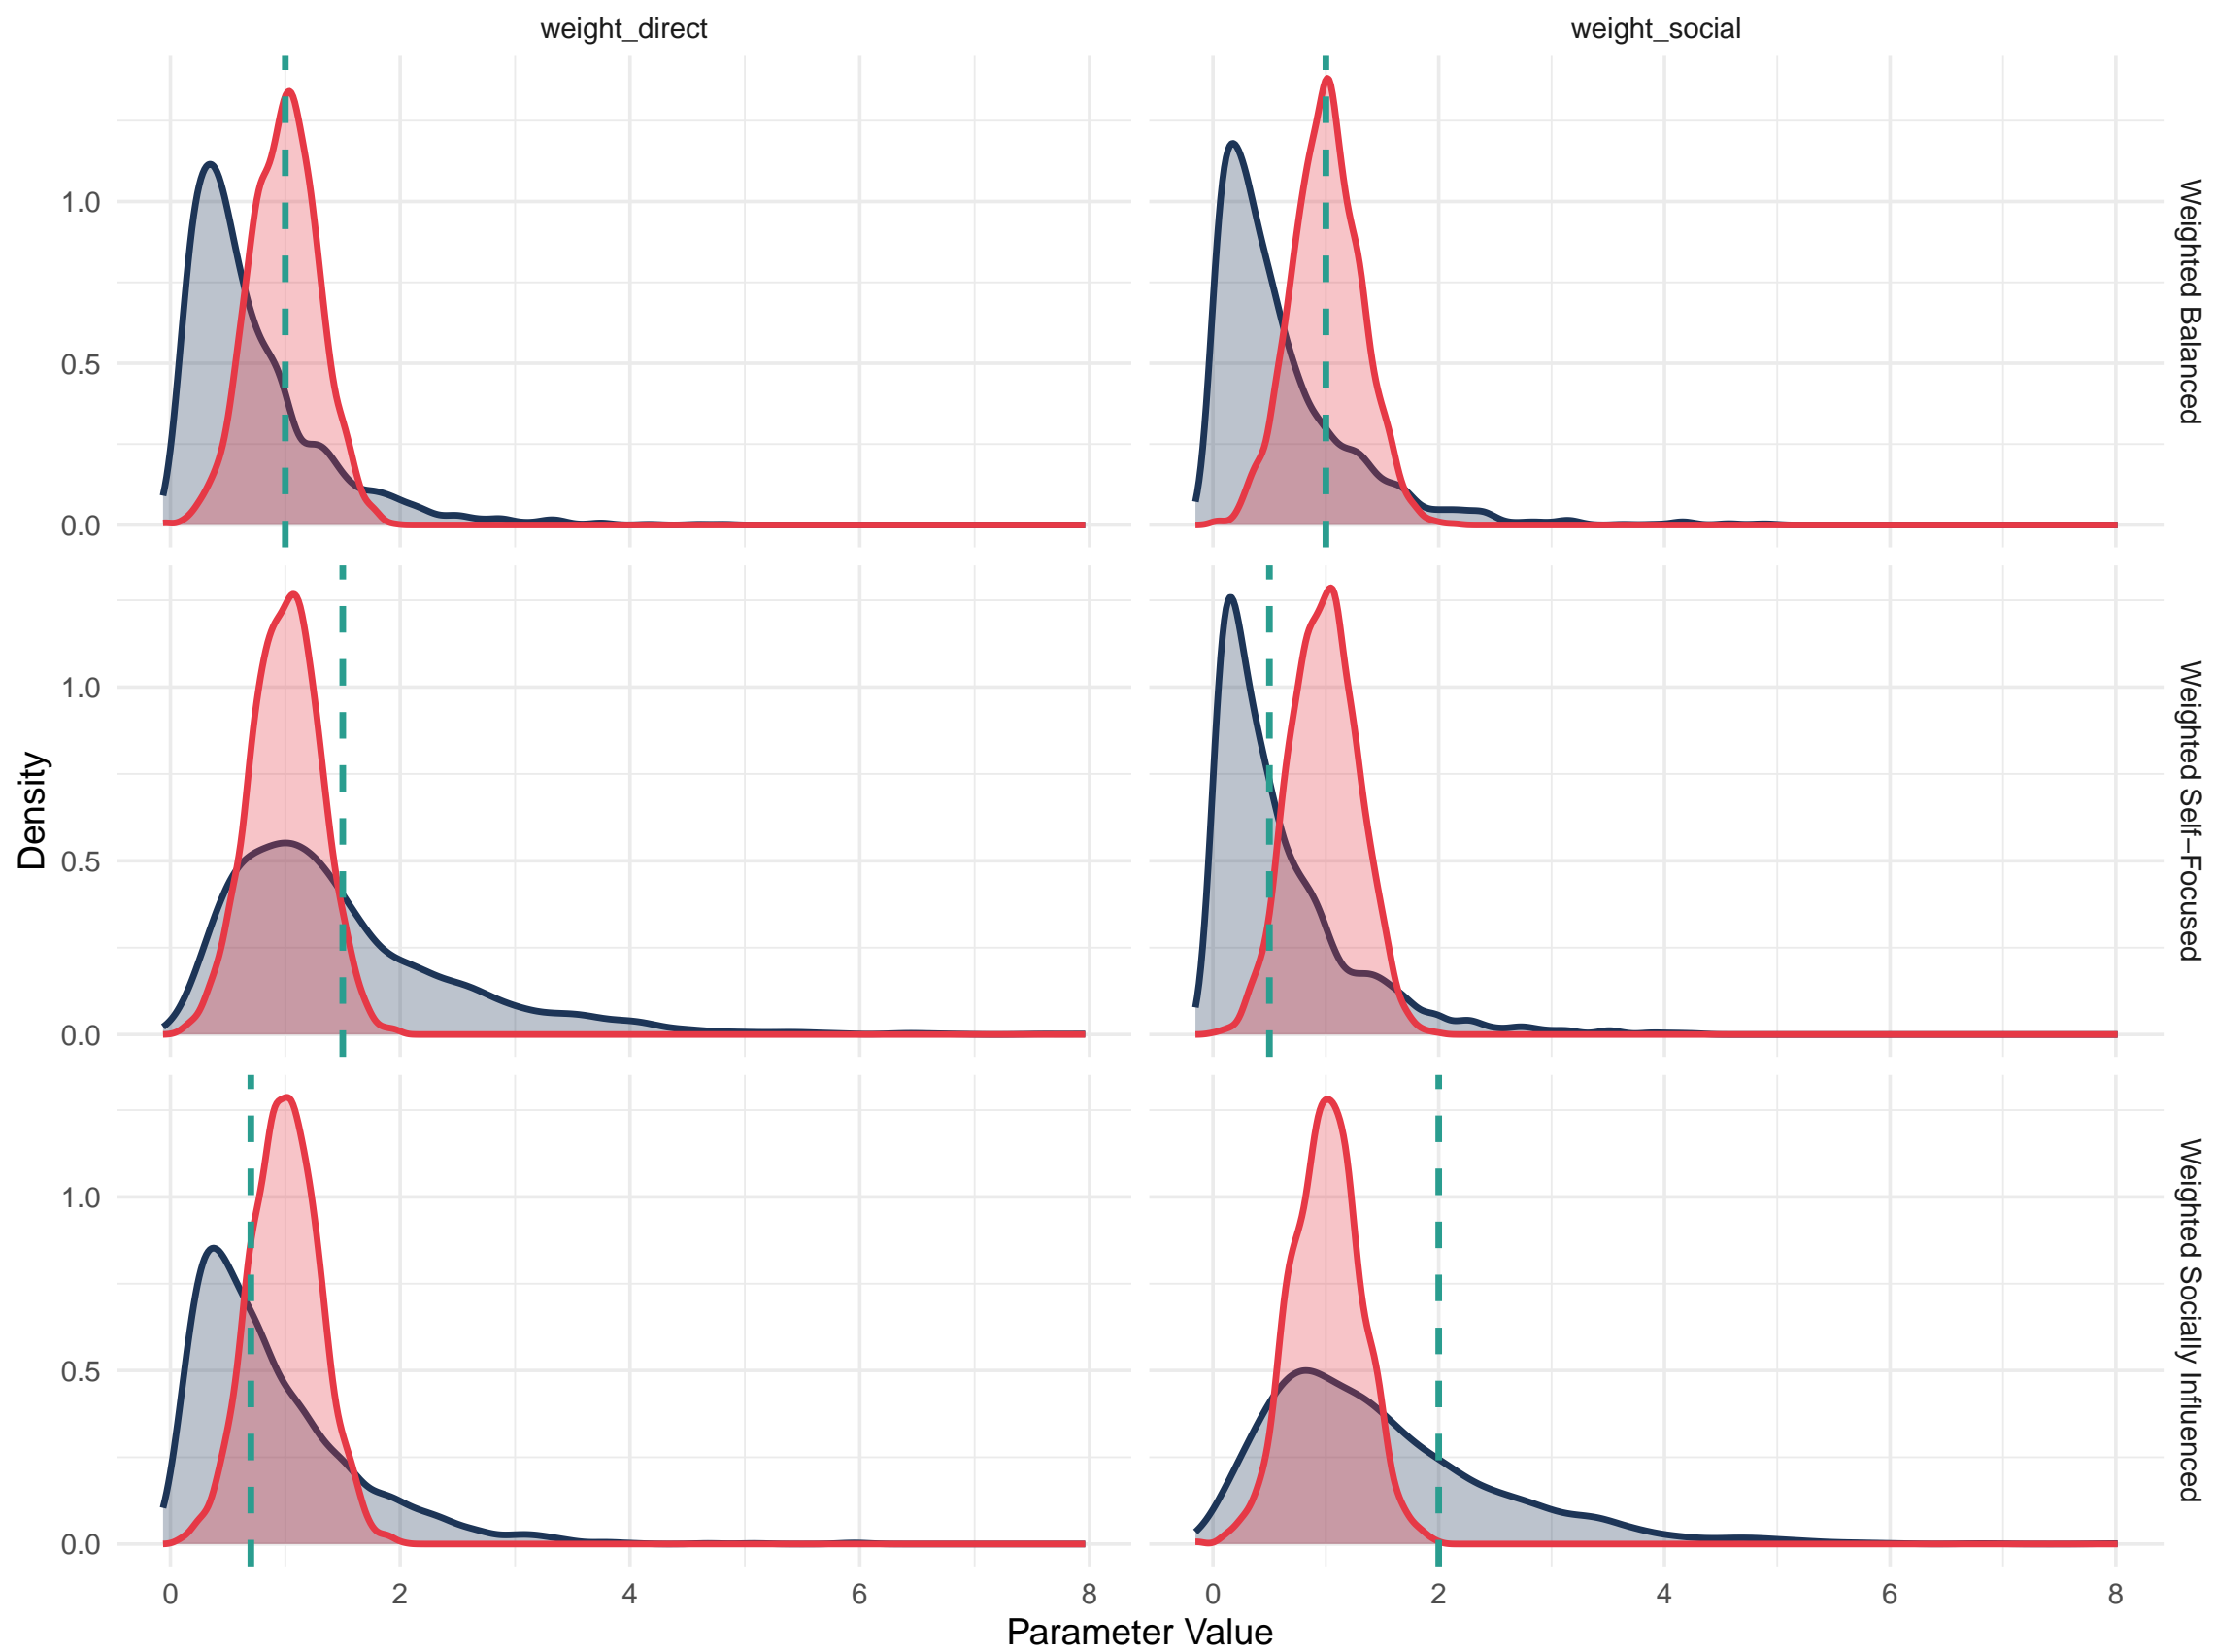 weight_direct
weight_social
1.0
0.5
0.0
Weighted Balanced
1.0
0.5
0.0
Weighted Self−Focused
1.0
0.5
0.0
Weighted Socially Influenced
Density
0 2 4 6 8
0 2 4 6 8
Parameter Value